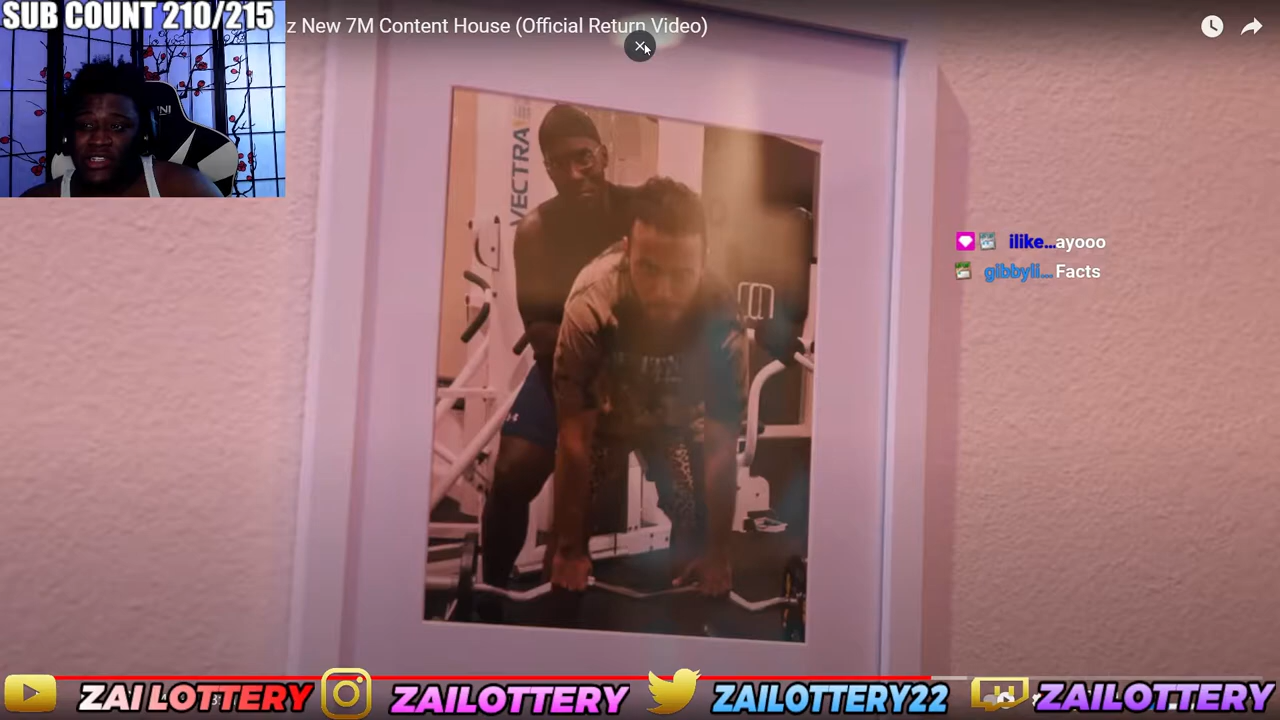 SUB COUNT 210/215
z New 7M Content House (Official Return Video)
VECTRA
ilike...ayooo
gibbyli... Facts
ZAI LOTTERY
ZAILOTTERY
ZAILOTTERY22
ZAILOTTERY